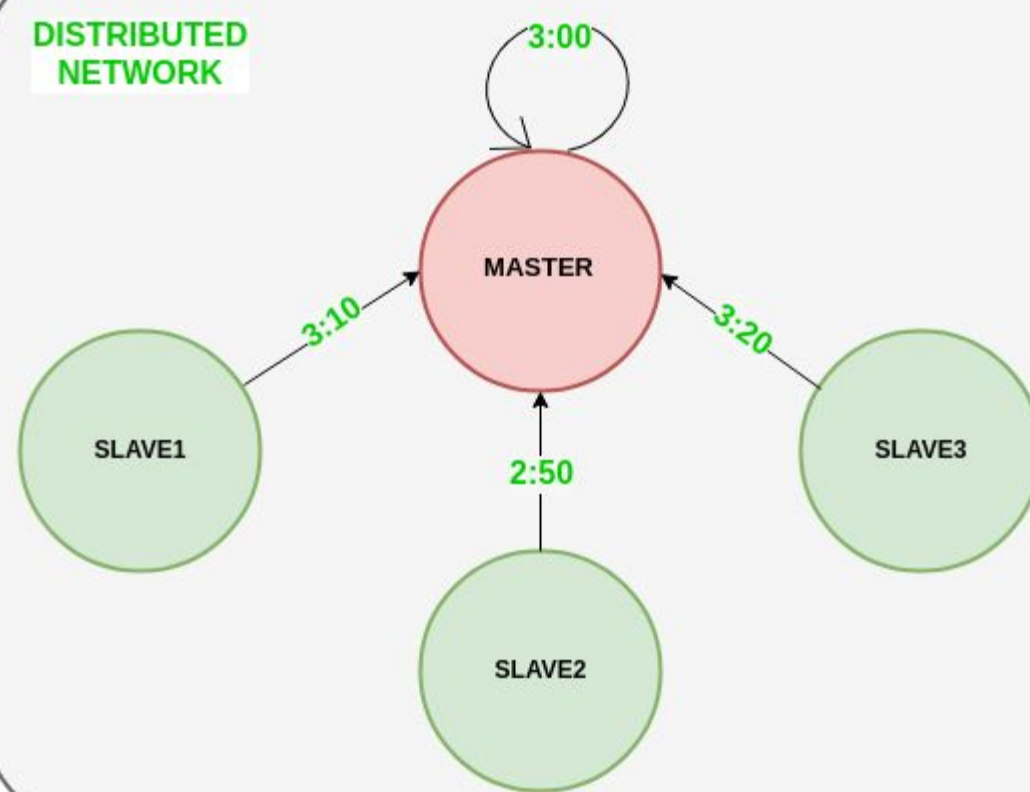 DISTRIBUTED
NETWORK
3:00
MASTER
3:10
3:20
SLAVE1
2:50
SLAVE3
SLAVE2